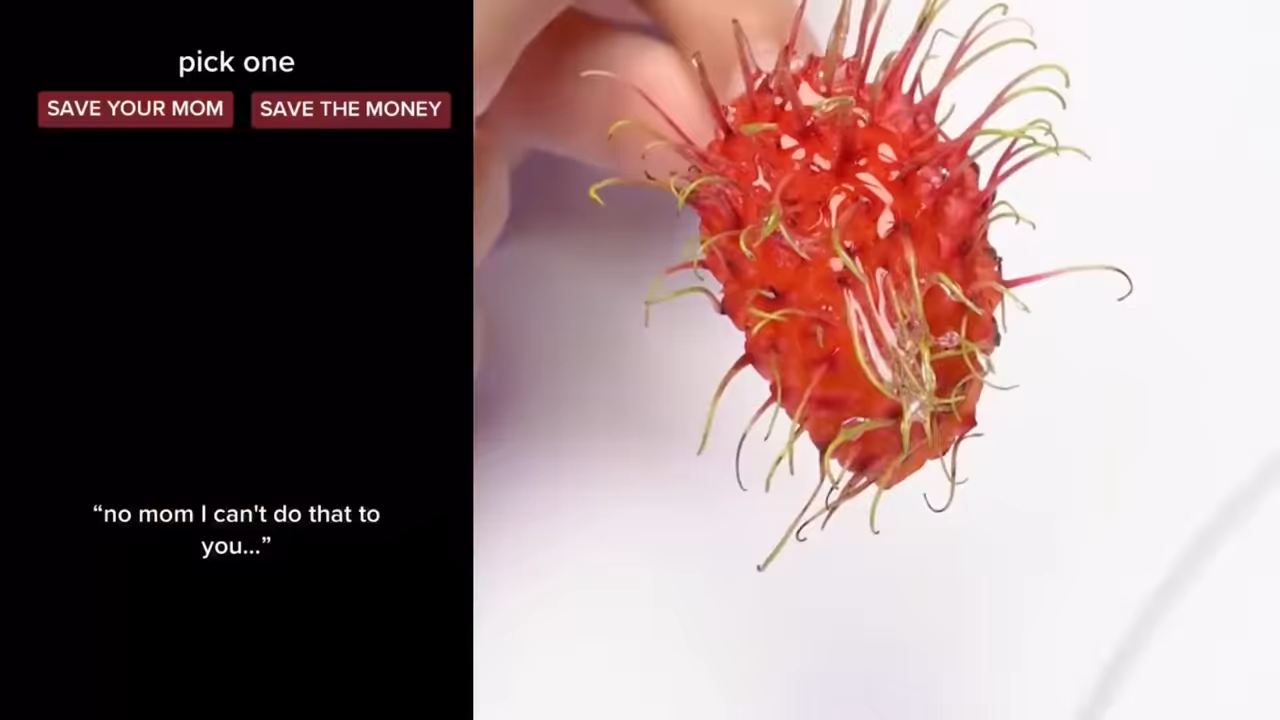 pick one
SAVE YOUR MOM SAVE THE MONEY
“no mom I can't do that to
you...”